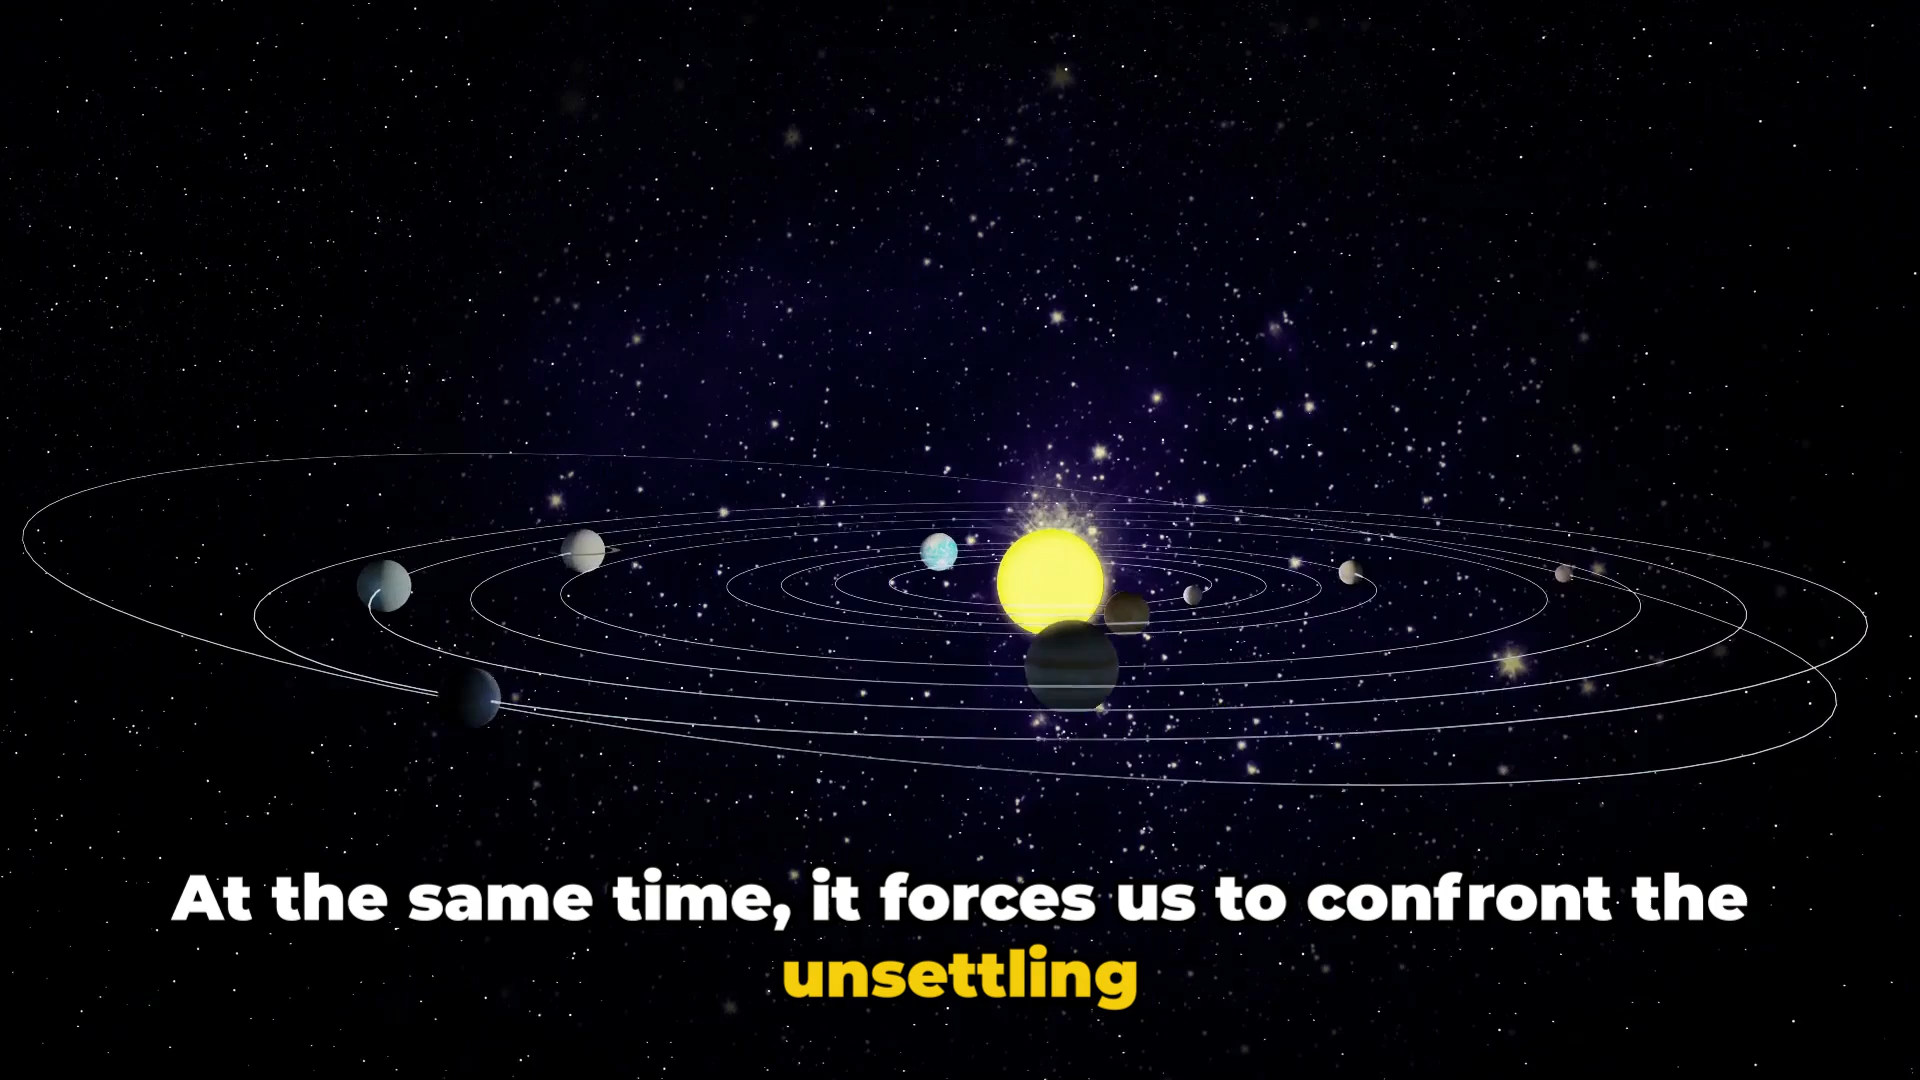 At the same time, it forces us to confront the
unsettling